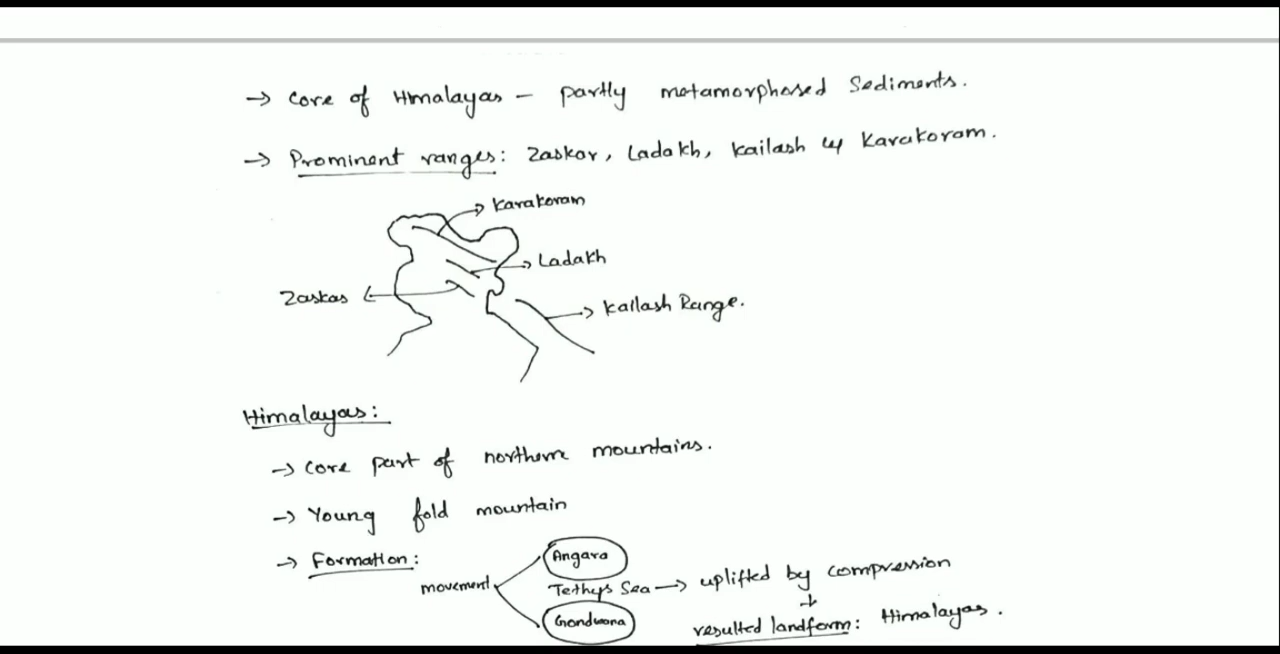 → Core of Himalayas – partly metamorphosed Sediments.
→ Prominent ranges: Zaskar, Ladakh, Kailash & Karakoram.
→ Karakoram
→ Ladakh
Zaskas ←
→ Kailash Range.
Himalayas:
→ Core part of northern mountains.
→ Young fold mountain
→ Formation:
Angara
movement Tethys Sea → uplifted by compression
Gondwana
resulted landform: Himalayas.